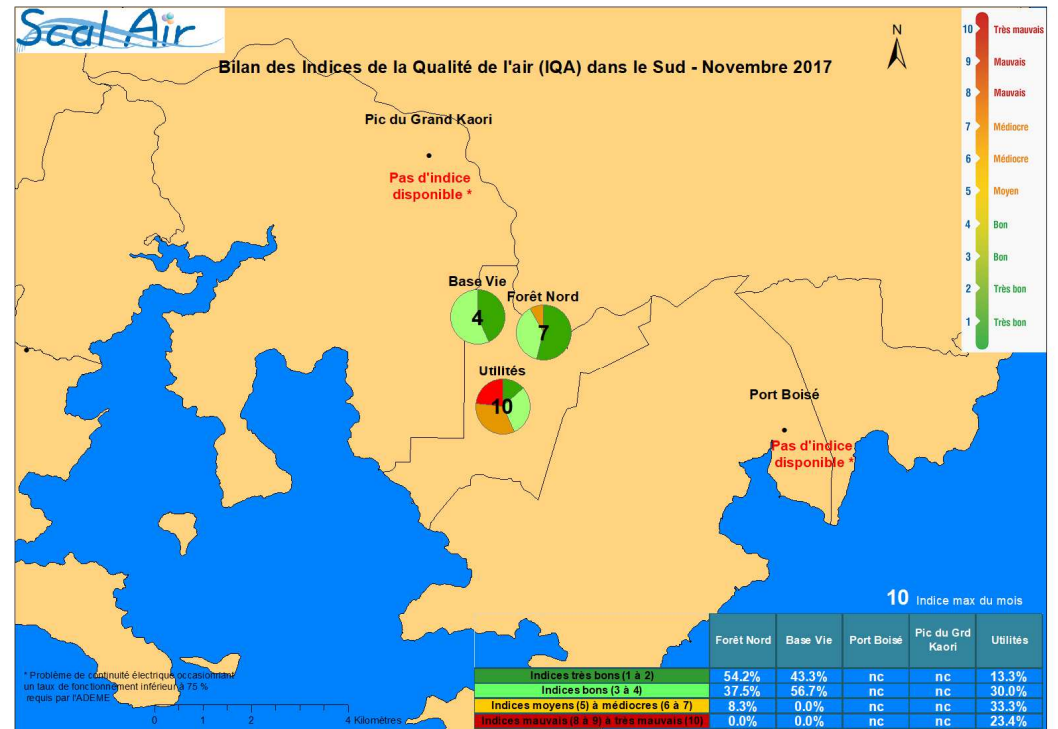 Scal Air
Bilan des Indices de la Qualité de l'air (IQA) dans le Sud - Novembre 2017
N
10 Très mauvais
9 Mauvais
8 Mauvais
7 Médiocre
6 Médiocre
5 Moyen
4 Bon
3 Bon
2 Très bon
1 Très bon
Pic du Grand Kaori
Pas d'indice
disponible *
Base Vie
4
Forêt Nord
7
Utilités
10
Port Boisé
Pas d'indice
disponible *
10 Indice max du mois
Forêt Nord Base Vie Port Boisé Pic du Grd Kaori Utilités
Indices très bons (1 à 2) 54.2% 43.3% nc nc 13.3%
Indices bons (3 à 4) 37.5% 56.7% nc nc 30.0%
Indices moyens (5) à médiocres (6 à 7) 8.3% 0.0% nc nc 33.3%
Indices mauvais (8 à 9) à très mauvais (10) 0.0% 0.0% nc nc 23.4%
* Problème de continuité électrique occasionnant
un taux de fonctionnement inférieur à 75 %
requis par l'ADEME
0 1 2 4 Kilomètres